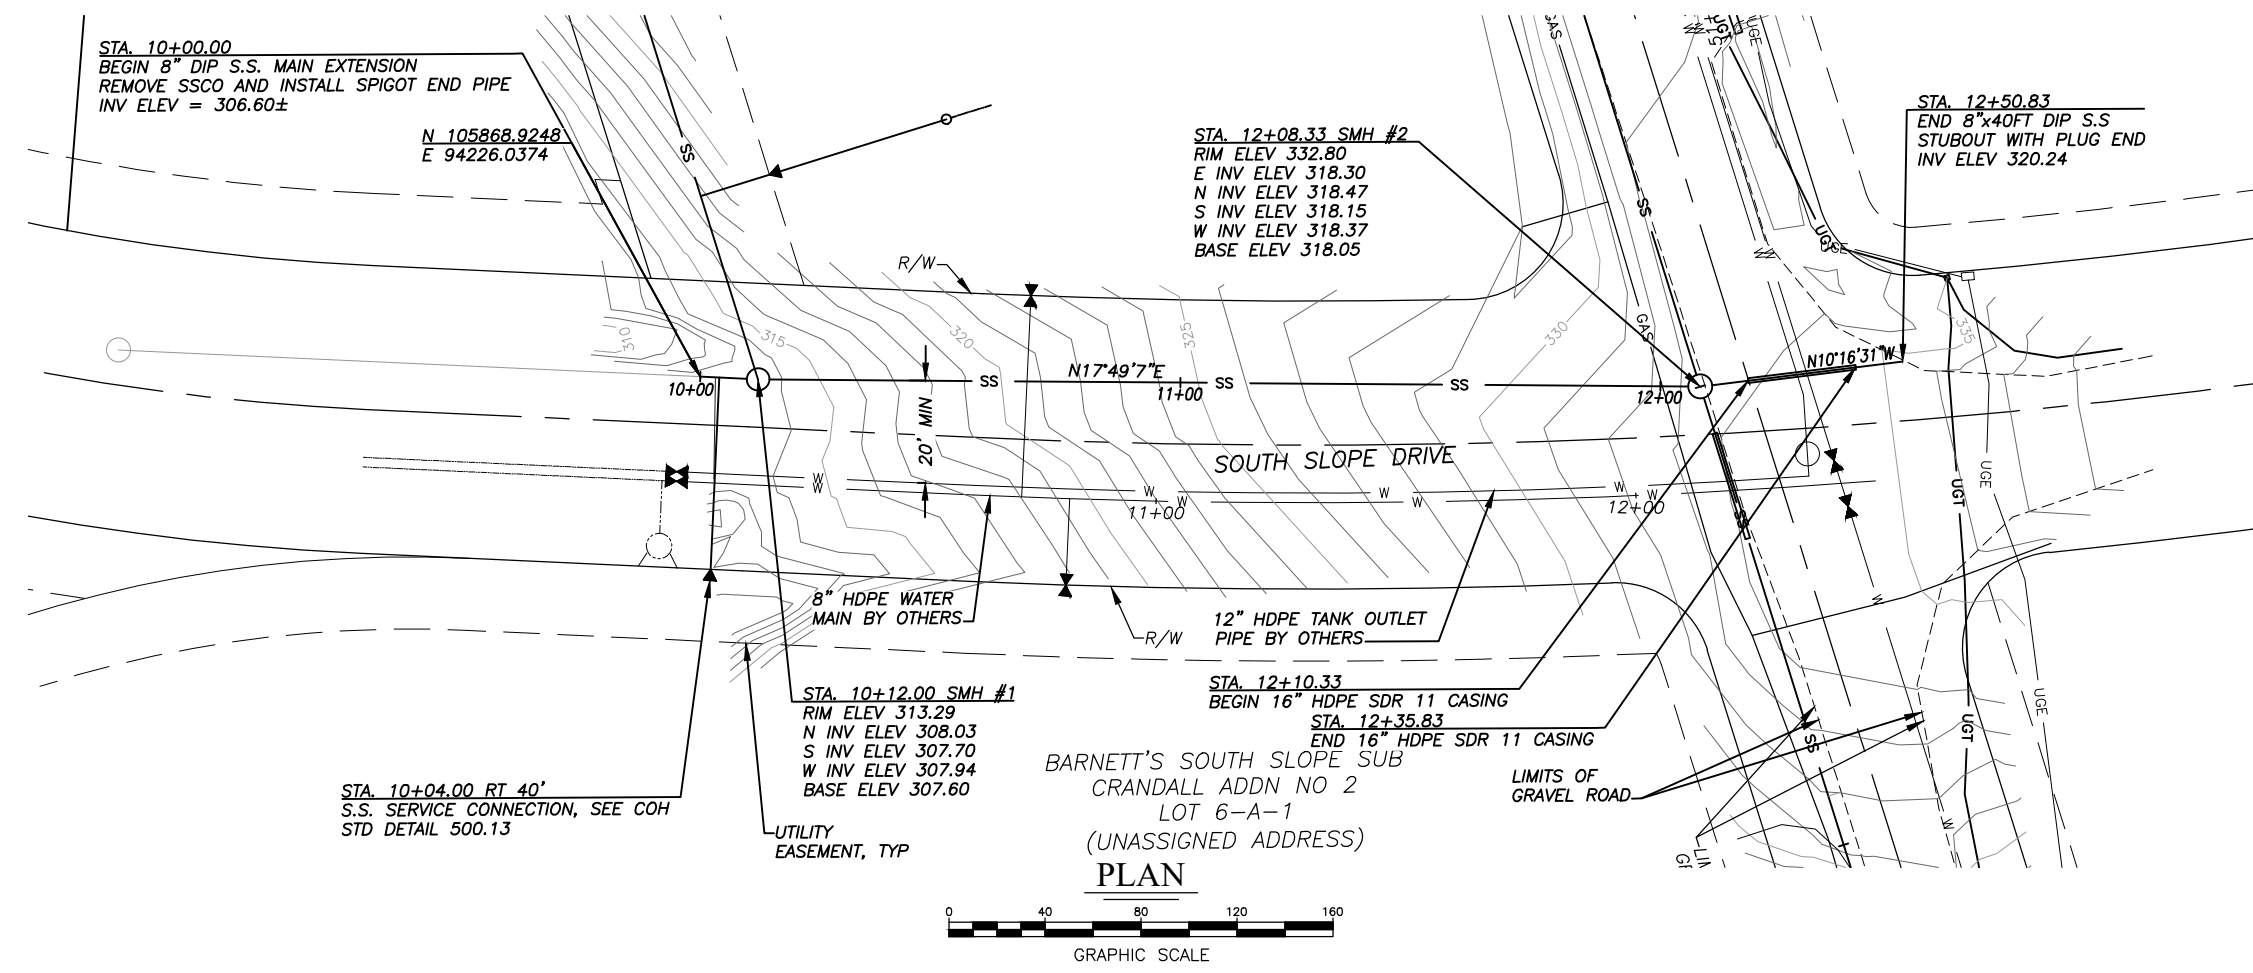 STA. 10+00.00
BEGIN 8" DIP S.S. MAIN EXTENSION
REMOVE SSCO AND INSTALL SPIGOT END PIPE
INV ELEV = 306.60±
N 105868.9248
E 94226.0374
STA. 12+08.33 SMH #2
RIM ELEV 332.80
E INV ELEV 318.30
N INV ELEV 318.47
S INV ELEV 318.15
W INV ELEV 318.37
BASE ELEV 318.05
STA. 12+50.83
END 8"x40FT DIP S.S
STUBOUT WITH PLUG END
INV ELEV 320.24
SS
GAS
UGT
UGE
W
SS
UGT
W
R/W
310
315
320
325
330
335
GAS
10+00
SS
N17°49'7"E
11+00
SS
SS
12+00
N10°16'31"W
20' MIN
SOUTH SLOPE DRIVE
W
W
W
W
W
W
W
W
11+00
12+00
SS
UGT
UGE
8" HDPE WATER
MAIN BY OTHERS
R/W
12" HDPE TANK OUTLET
PIPE BY OTHERS
W
STA. 12+10.33
BEGIN 16" HDPE SDR 11 CASING
STA. 12+35.83
END 16" HDPE SDR 11 CASING
STA. 10+12.00 SMH #1
RIM ELEV 313.29
N INV ELEV 308.03
S INV ELEV 307.70
W INV ELEV 307.94
BASE ELEV 307.60
SS
UGT
UGE
BARNETT'S SOUTH SLOPE SUB
CRANDALL ADDN NO 2
LOT 6-A-1
(UNASSIGNED ADDRESS)
LIMITS OF
GRAVEL ROAD
STA. 10+04.00 RT 40'
S.S. SERVICE CONNECTION, SEE COH
STD DETAIL 500.13
UTILITY
EASEMENT, TYP
W
PLAN
0 40 80 120 160
GRAPHIC SCALE